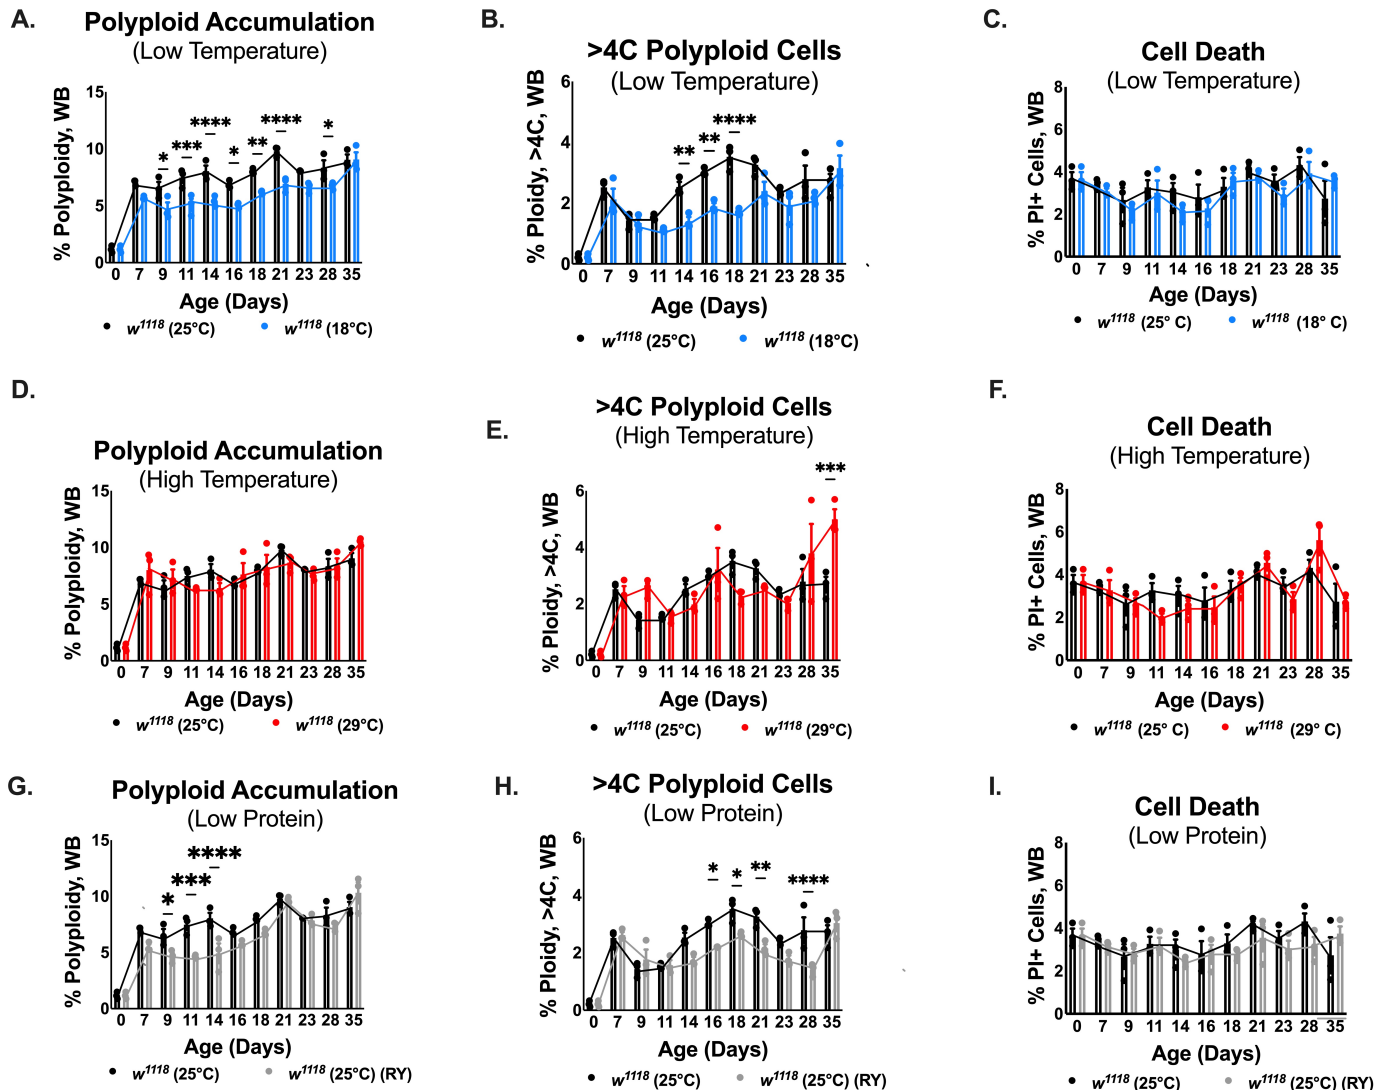 A.
Polyploid Accumulation
(Low Temperature)
% Polyploidy, WB
15
10
5
0
* *** **** * ** **** *
0 7 9 11 14 16 18 21 23 28 35
Age (Days)
w1118 (25°C) w1118 (18°C)
B.
>4C Polyploid Cells
(Low Temperature)
% Ploidy, >4C, WB
6
4
2
0
** ** ****
0 7 9 11 14 16 18 21 23 28 35
Age (Days)
w1118 (25°C) w1118 (18°C)
C.
Cell Death
(Low Temperature)
% PI+ Cells, WB
8
6
4
2
0
0 7 9 11 14 16 18 21 23 28 35
Age (Days)
w1118 (25° C) w1118 (18° C)
D.
Polyploid Accumulation
(High Temperature)
% Polyploidy, WB
15
10
5
0
0 7 9 11 14 16 18 21 23 28 35
Age (Days)
w1118 (25°C) w1118 (29°C)
E.
>4C Polyploid Cells
(High Temperature)
% Ploidy, >4C, WB
6
4
2
0
***
0 7 9 11 14 16 18 21 23 28 35
Age (Days)
w1118 (25°C) w1118 (29°C)
F.
Cell Death
(High Temperature)
% PI+ Cells, WB
8
6
4
2
0
0 7 9 11 14 16 18 21 23 28 35
Age (Days)
w1118 (25° C) w1118 (29° C)
G.
Polyploid Accumulation
(Low Protein)
% Polyploidy, WB
15
10
5
0
* *** ****
0 7 9 11 14 16 18 21 23 28 35
Age (Days)
w1118 (25°C) w1118 (25°C) (RY)
H.
>4C Polyploid Cells
(Low Protein)
% Ploidy, >4C, WB
6
4
2
0
* * ** ****
0 7 9 11 14 16 18 21 23 28 35
Age (Days)
w1118 (25°C) w1118 (25°C) (RY)
I.
Cell Death
(Low Protein)
% PI+ Cells, WB
8
6
4
2
0
0 7 9 11 14 16 18 21 23 28 35
Age (Days)
w1118 (25°C) w1118 (25°C) (RY)